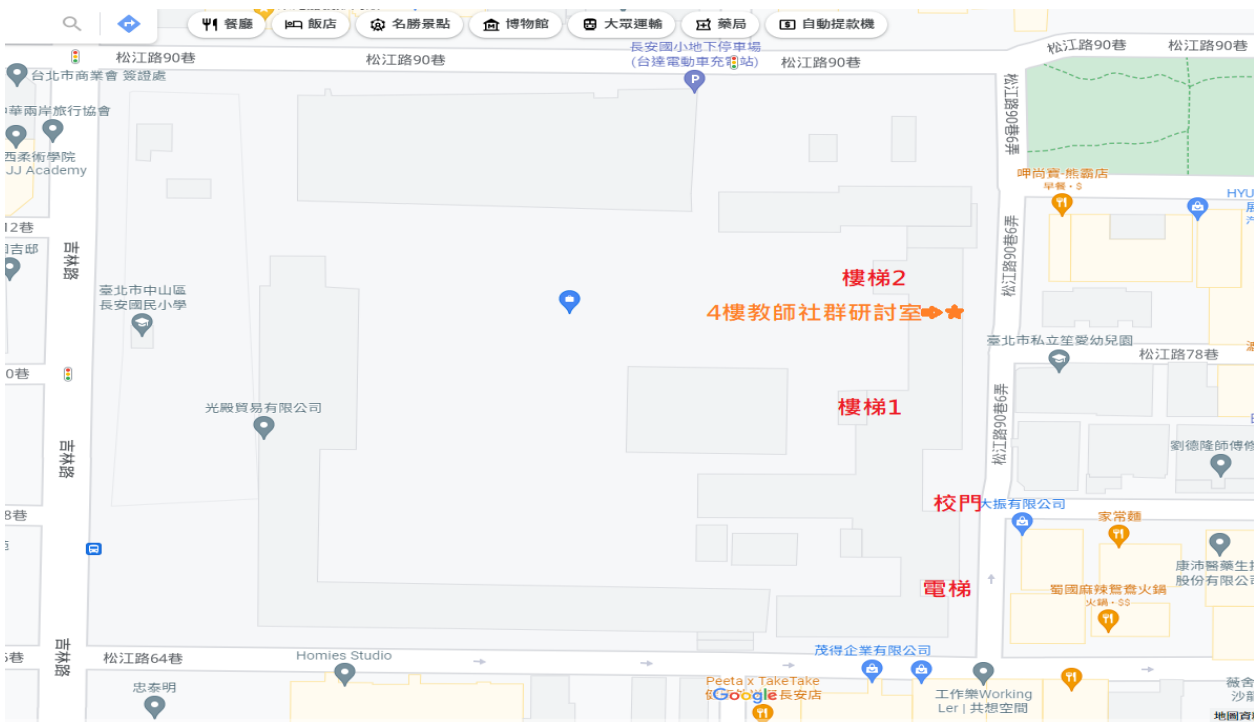 餐廳
飯店
名勝景點
博物館
大眾運輸
藥局
自動提款機
松江路90巷
松江路90巷
長安國小地下停車場
(台達電動車充電站)
松江路90巷
松江路90巷
松江路90巷
台北市商業會 簽證處
華兩岸旅行協會
西柔術學院
JJ Academy
松江路90巷6弄
呷尚寶-熊霸店
早餐・$
HYU
12巷
吉邸
吉林路
松江路90巷6弄
樓梯2
臺北市中山區
長安國民小學
4樓教師社群研討室
臺北市私立笙愛幼兒園
松江路78巷
0巷
光殿貿易有限公司
樓梯1
松江路90巷6弄
吉林路
劉德隆師傅修
校門
大振有限公司
8巷
家常麵
康沛醫藥生技
股份有限公司
電梯
蜀國麻辣鴛鴦火鍋
火鍋・$$
吉林路
松江路64巷
Homies Studio
茂得企業有限公司
忠泰明
Peeta x TakeTake
長安店
Google
工作樂Working
Ler | 共想空間
薇舍
沙龍
地圖資